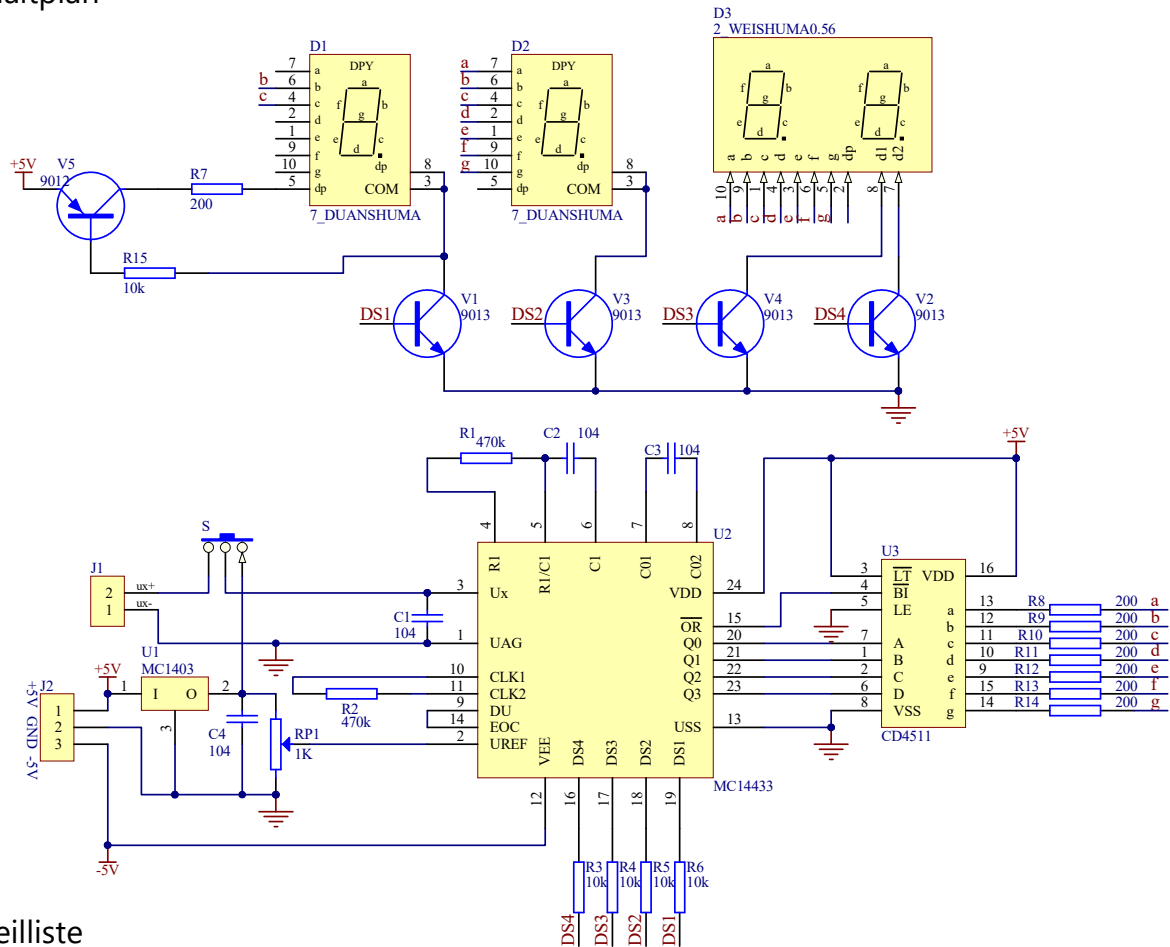 altplan
D3
2_WEISHUMA0.56
D1
D2
7 a DPY
b 6 b
c 4 c
2 d
1 e
9 f
10 g
5 dp
a
f b
g
e c
d
dp
8
COM 3
7_DUANSHUMA
a 7 a DPY
b 6 b
c 4 c
d 2 d
e 1 e
f 9 f
g 10 g
5 dp
a
f b
g
e c
d
dp
8
COM 3
7_DUANSHUMA
a a
f b f b
g g
e c e c
d d
a b c d e f g dp d1 d2
10 9 1 4 3 6 5 2 8 7
a b c d e f g
+5V
V5
9012
R7
200
R15
10k
DS1
V1
9013
DS2
V3
9013
DS3
V4
9013
DS4
V2
9013
R1
470k
C2 104
C3 104
+5V
4 5 6 7 8
U2
R1 R1/C1 C1 C01 C02
S
J1
2 ux+
1 ux-
3 Ux
C1
104
1 UAG
U1
MC1403
+5V
1 I O 2
3
J2
1
2
3
+5V GND -5V
C4
104
RP1
1K
R2
470k
10 CLK1
11 CLK2
9 DU
14 EOC
2 UREF
VDD 24
OR 15
Q0 20
Q1 21
Q2 22
Q3 23
USS 13
VEE DS4 DS3 DS2 DS1
MC14433
12 16 17 18 19
U3
3 LT VDD 16
4 BI
5 LE
7 A
1 B
2 C
6 D
8 VSS
a 13 R8 200 a
b 12 R9 200 b
c 11 R10 200 c
d 10 R11 200 d
e 9 R12 200 e
f 15 R13 200 f
g 14 R14 200 g
CD4511
-5V
R3
10k
R4
10k
R5
10k
R6
10k
DS4 DS3 DS2 DS1
eilliste